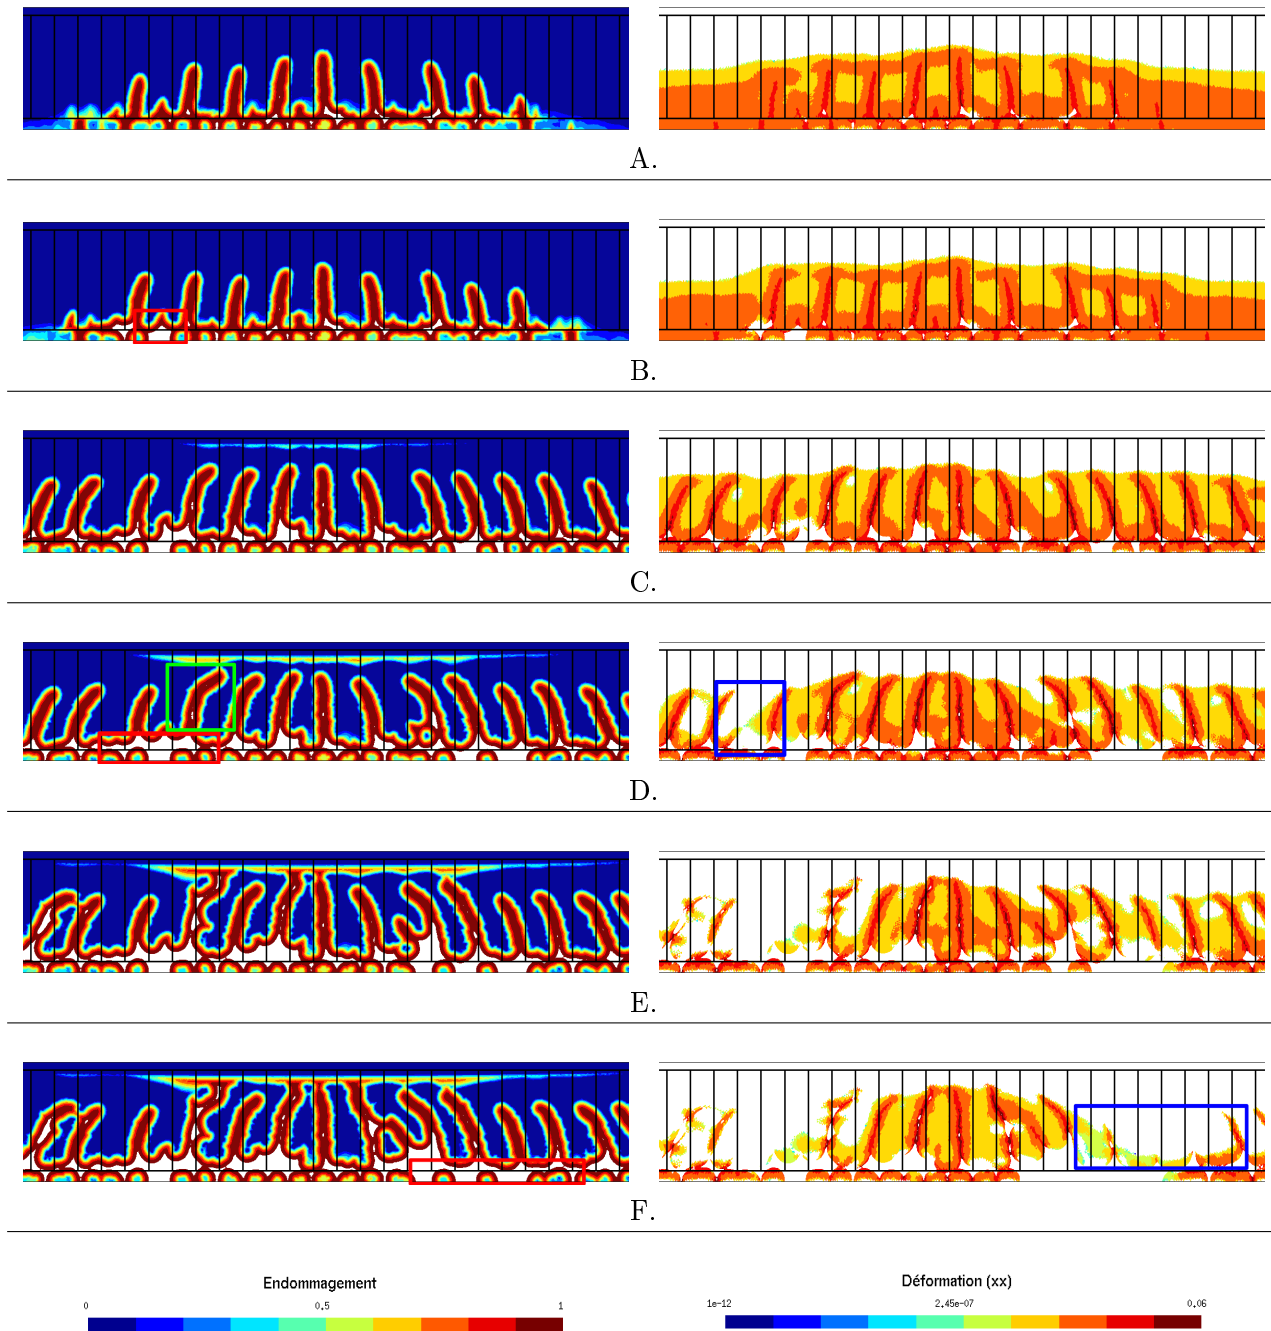 A.
B.
C.
D.
E.
F.
Endommagement
0 0.5 1
Déformation (xx)
1e-12 2.45e-07 0.06